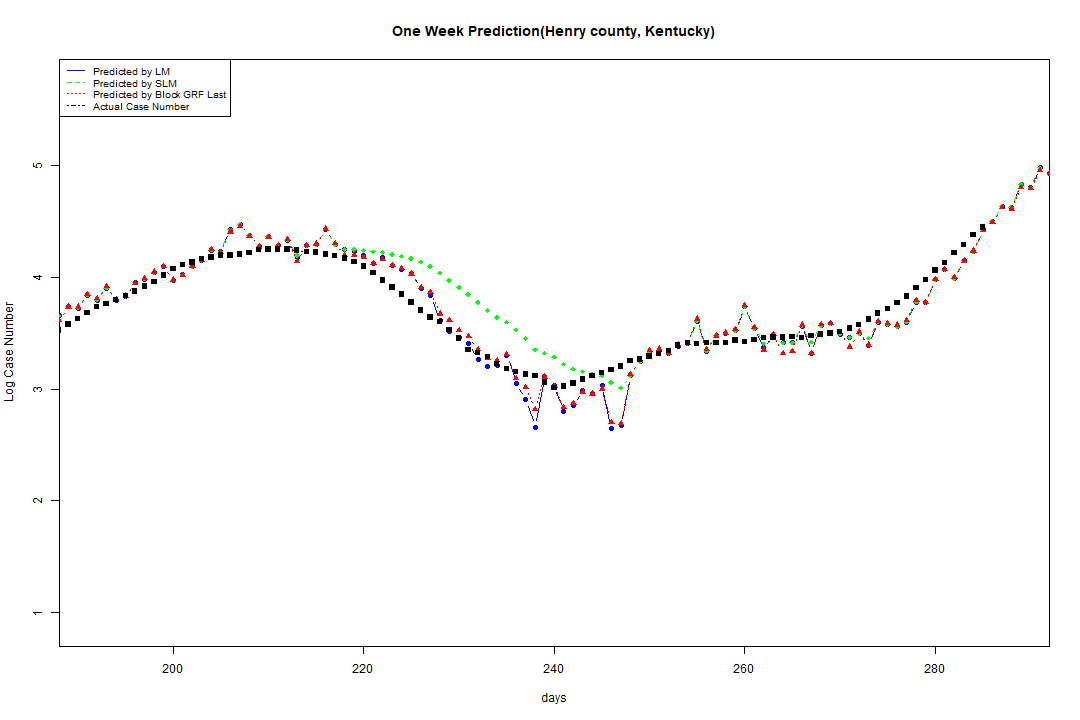 One Week Prediction(Henry county, Kentucky)
Predicted by LM
Predicted by SLM
Predicted by Block GRF Last
Actual Case Number
5
4
3
2
1
Log Case Number
200 220 240 260 280
days